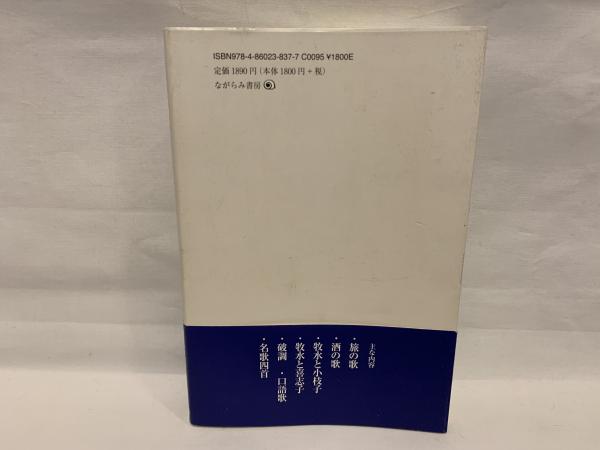 ISBN978-4-86023-837-7 C0095 ¥1800E
定価1890円(本体1800円+税)
ながらみ書房
主な内容
・旅の歌
・酒の歌
・牧水と小枝子
・牧水と喜志子
・破調 ・口語歌
・名歌四首